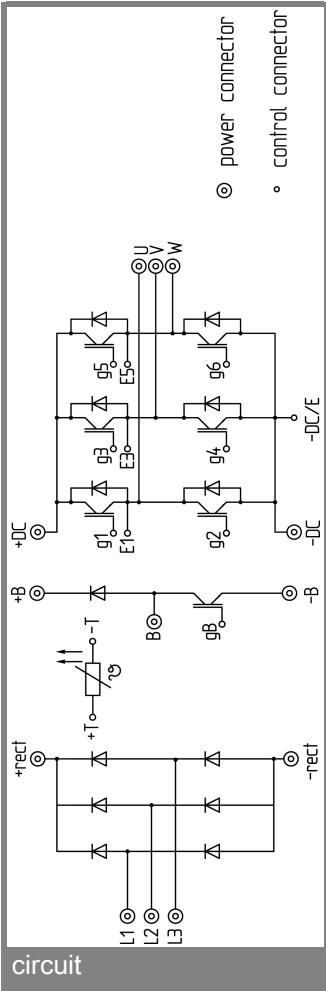 power connector
control connector
U
V
W
+DC
g1
E1
g3
E3
g5
E5
g2
g4
g6
-DC
-DC/E
+B
B
gB
-B
+T
-T
ϑ
+rect
-rect
L1
L2
L3
circuit